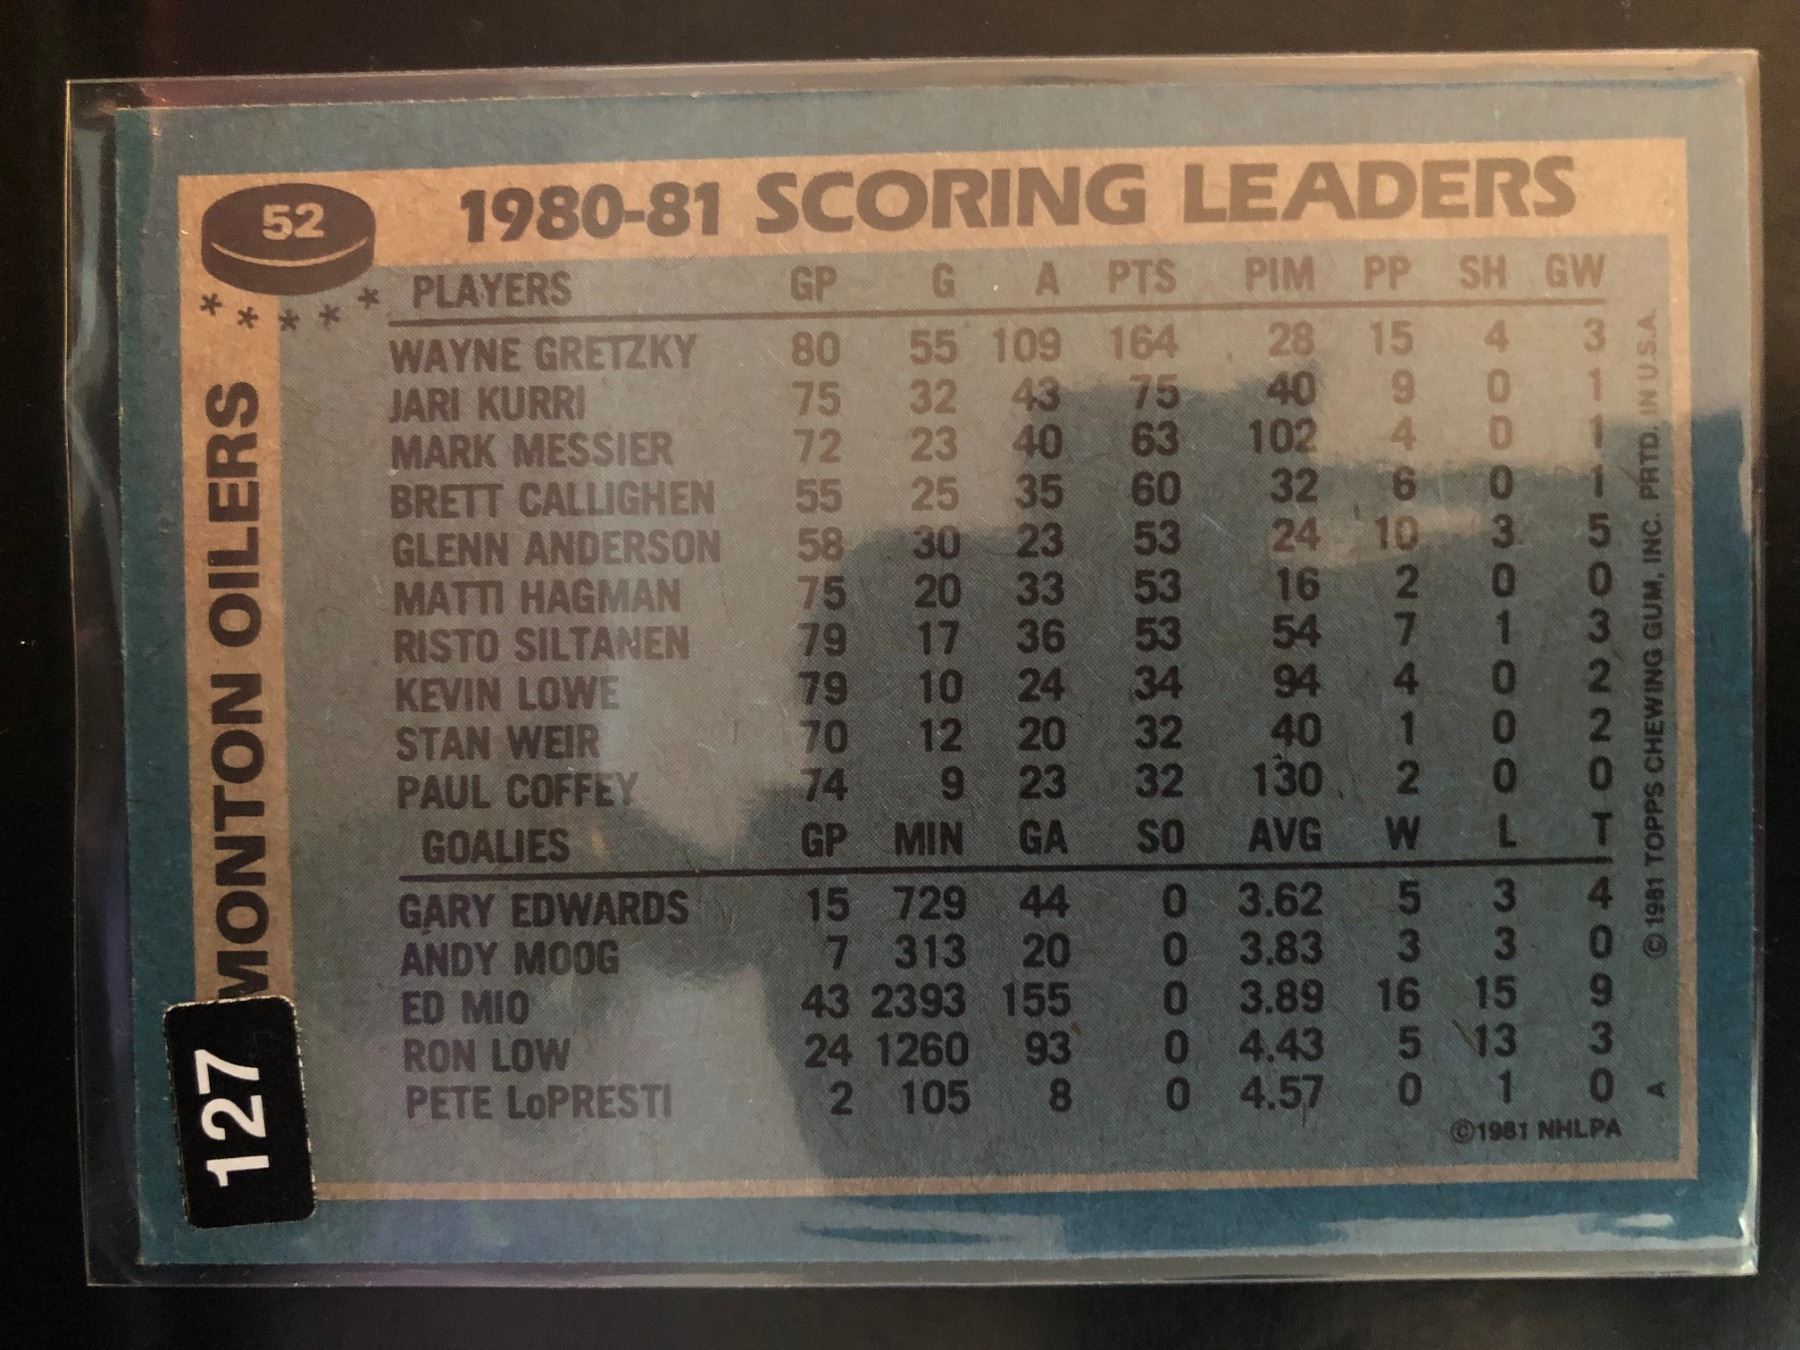 52
1980-81 SCORING LEADERS
* * * * * PLAYERS GP G A PTS PIM PP SH GW
WAYNE GRETZKY 80 55 109 164 28 15 4 3
JARI KURRI 75 32 43 75 40 9 0 1
MARK MESSIER 72 23 40 63 102 4 0 1
BRETT CALLIGHEN 55 25 35 60 32 6 0 1
GLENN ANDERSON 58 30 23 53 24 10 3 5
MATTI HAGMAN 75 20 33 53 16 2 0 0
RISTO SILTANEN 79 17 36 53 54 7 1 3
KEVIN LOWE 79 10 24 34 94 4 0 2
STAN WEIR 70 12 20 32 40 1 0 2
PAUL COFFEY 74 9 23 32 130 2 0 0
GOALIES GP MIN GA SO AVG W L T
GARY EDWARDS 15 729 44 0 3.62 5 3 4
ANDY MOOG 7 313 20 0 3.83 3 3 0
ED MIO 43 2393 155 0 3.89 16 15 9
RON LOW 24 1260 93 0 4.43 5 13 3
PETE LoPRESTI 2 105 8 0 4.57 0 1 0
©1981 NHLPA
MONTON OILERS
127
©1981 TOPPS CHEWING GUM, INC. PRTD. IN U.S.A.
A